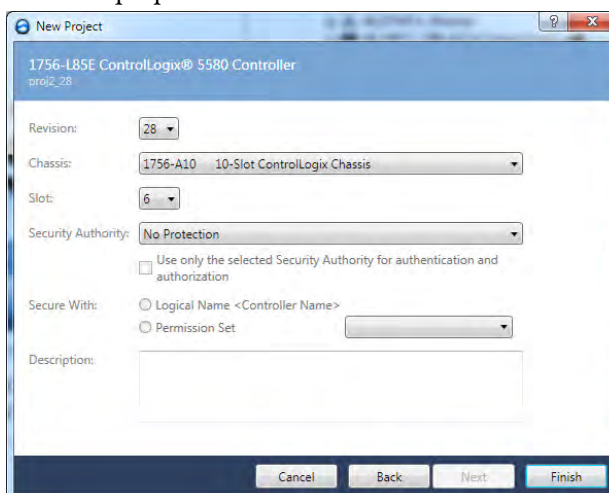 New Project
1756-L85E ControlLogix® 5580 Controller
proj2_28
Revision:
28
Chassis:
1756-A10 10-Slot ControlLogix Chassis
Slot:
6
Security Authority:
No Protection
Use only the selected Security Authority for authentication and
authorization
Secure With:
Logical Name <Controller Name>
Permission Set
Description:
Cancel
Back
Next
Finish